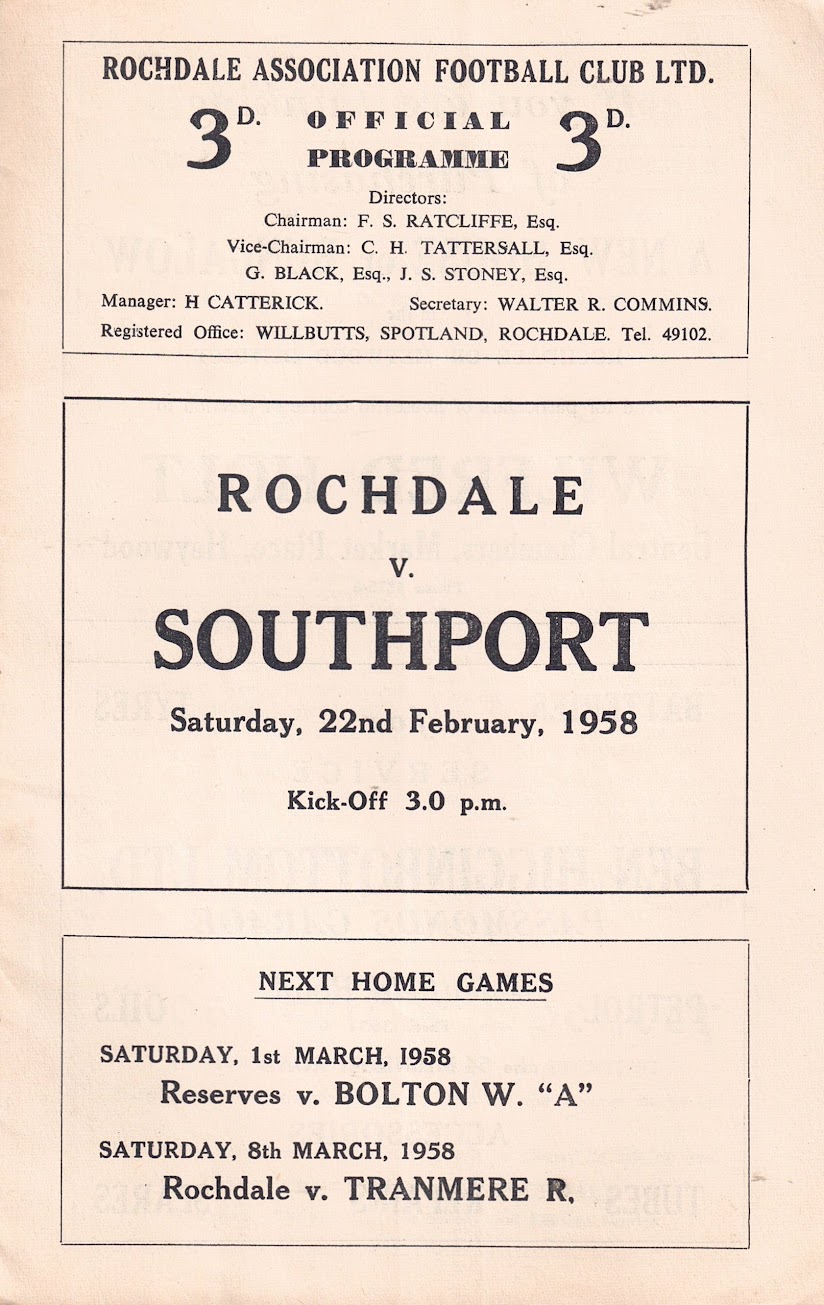 ROCHDALE ASSOCIATION FOOTBALL CLUB LTD.
3D. OFFICIAL 3D.
PROGRAMME
Directors:
Chairman: F. S. RATCLIFFE, Esq.
Vice-Chairman: C. H. TATTERSALL, Esq.
G. BLACK, Esq., J. S. STONEY, Esq.
Manager: H CATTERICK. Secretary: WALTER R. COMMINS.
Registered Office: WILLBUTTS, SPOTLAND, ROCHDALE. Tel. 49102.
ROCHDALE
v.
SOUTHPORT
Saturday, 22nd February, 1958
Kick-Off 3.0 p.m.
NEXT HOME GAMES
SATURDAY, 1st MARCH, 1958
Reserves v. BOLTON W. “A”
SATURDAY, 8th MARCH, 1958
Rochdale v. TRANMERE R.